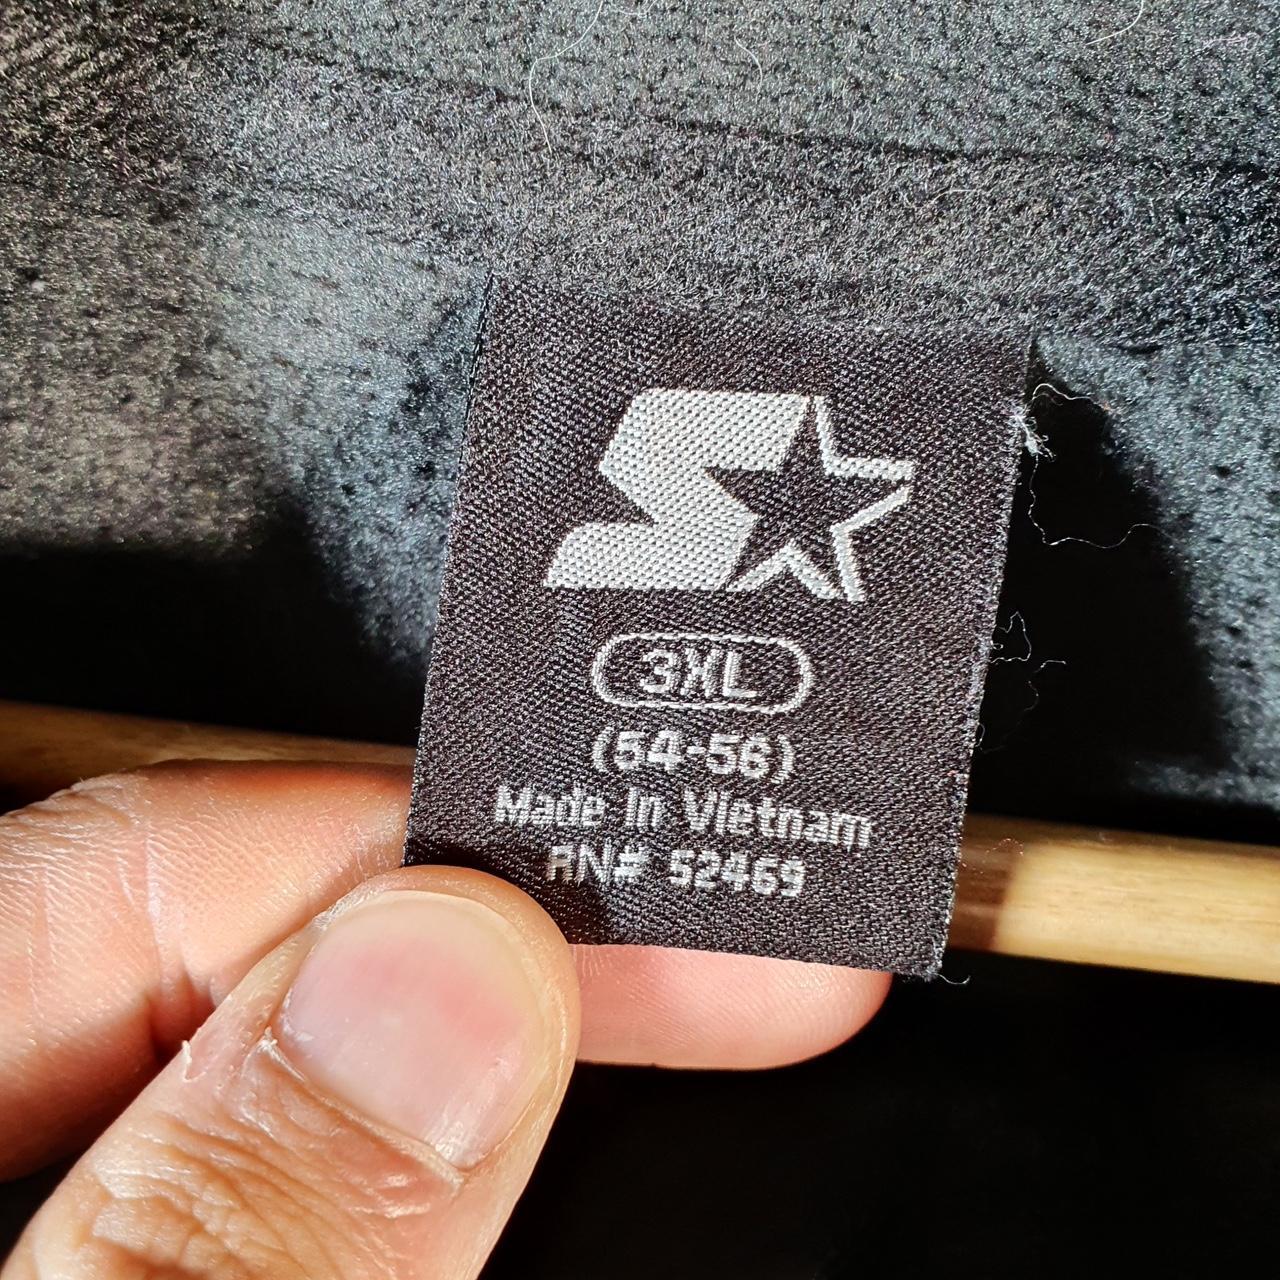 3XL
(54-56)
Made In Vietnam
RN# 52469